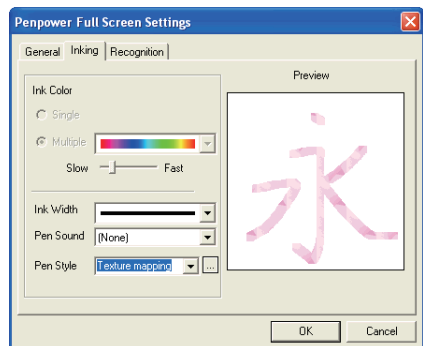 Penpower Full Screen Settings
General Inking Recognition
Preview
Ink Color
Single
Multiple
Slow Fast
Ink Width
Pen Sound (None)
Pen Style Texture mapping ...
永
OK Cancel